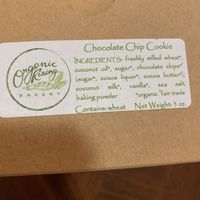 Organic
Rising
BAKERY
Chocolate Chip Cookie
INGREDIENTS: freshly milled wheat*,
coconut oil*, sugar*, chocolate chips*†
(sugar*, cocoa liquor*, cocoa butter*),
coconut milk*, vanilla*, sea salt,
baking powder *organic †fair trade
Contains: wheat Net Weight: 3 oz.